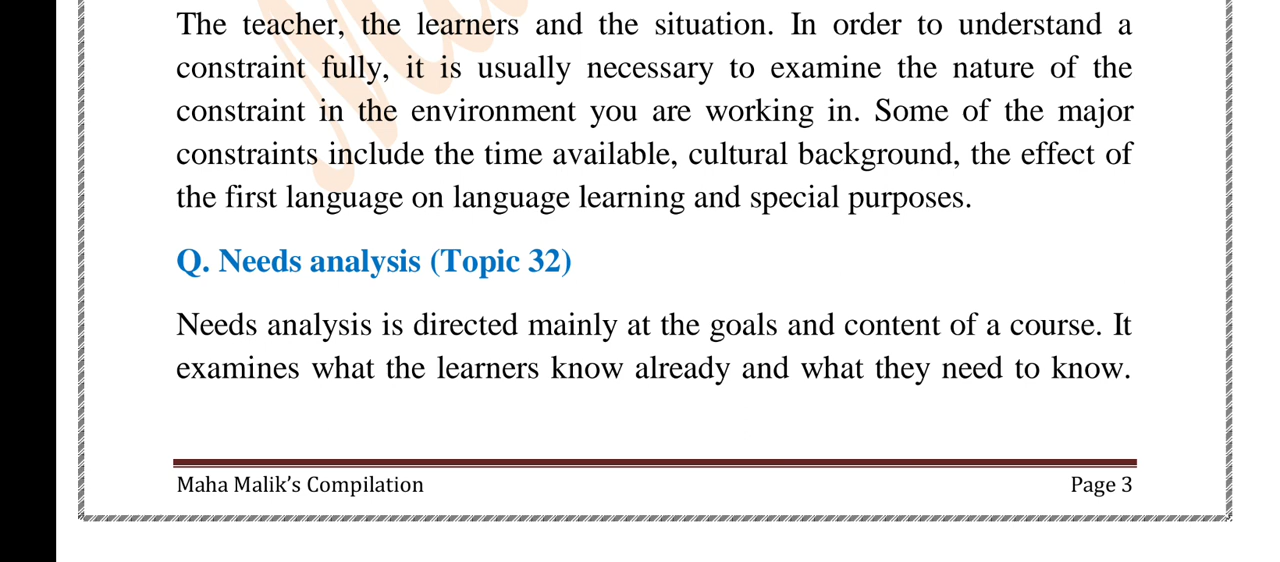 The teacher, the learners and the situation. In order to understand a
constraint fully, it is usually necessary to examine the nature of the
constraint in the environment you are working in. Some of the major
constraints include the time available, cultural background, the effect of
the first language on language learning and special purposes.
Q. Needs analysis (Topic 32)
Needs analysis is directed mainly at the goals and content of a course. It
examines what the learners know already and what they need to know.
Maha Malik’s Compilation Page 3